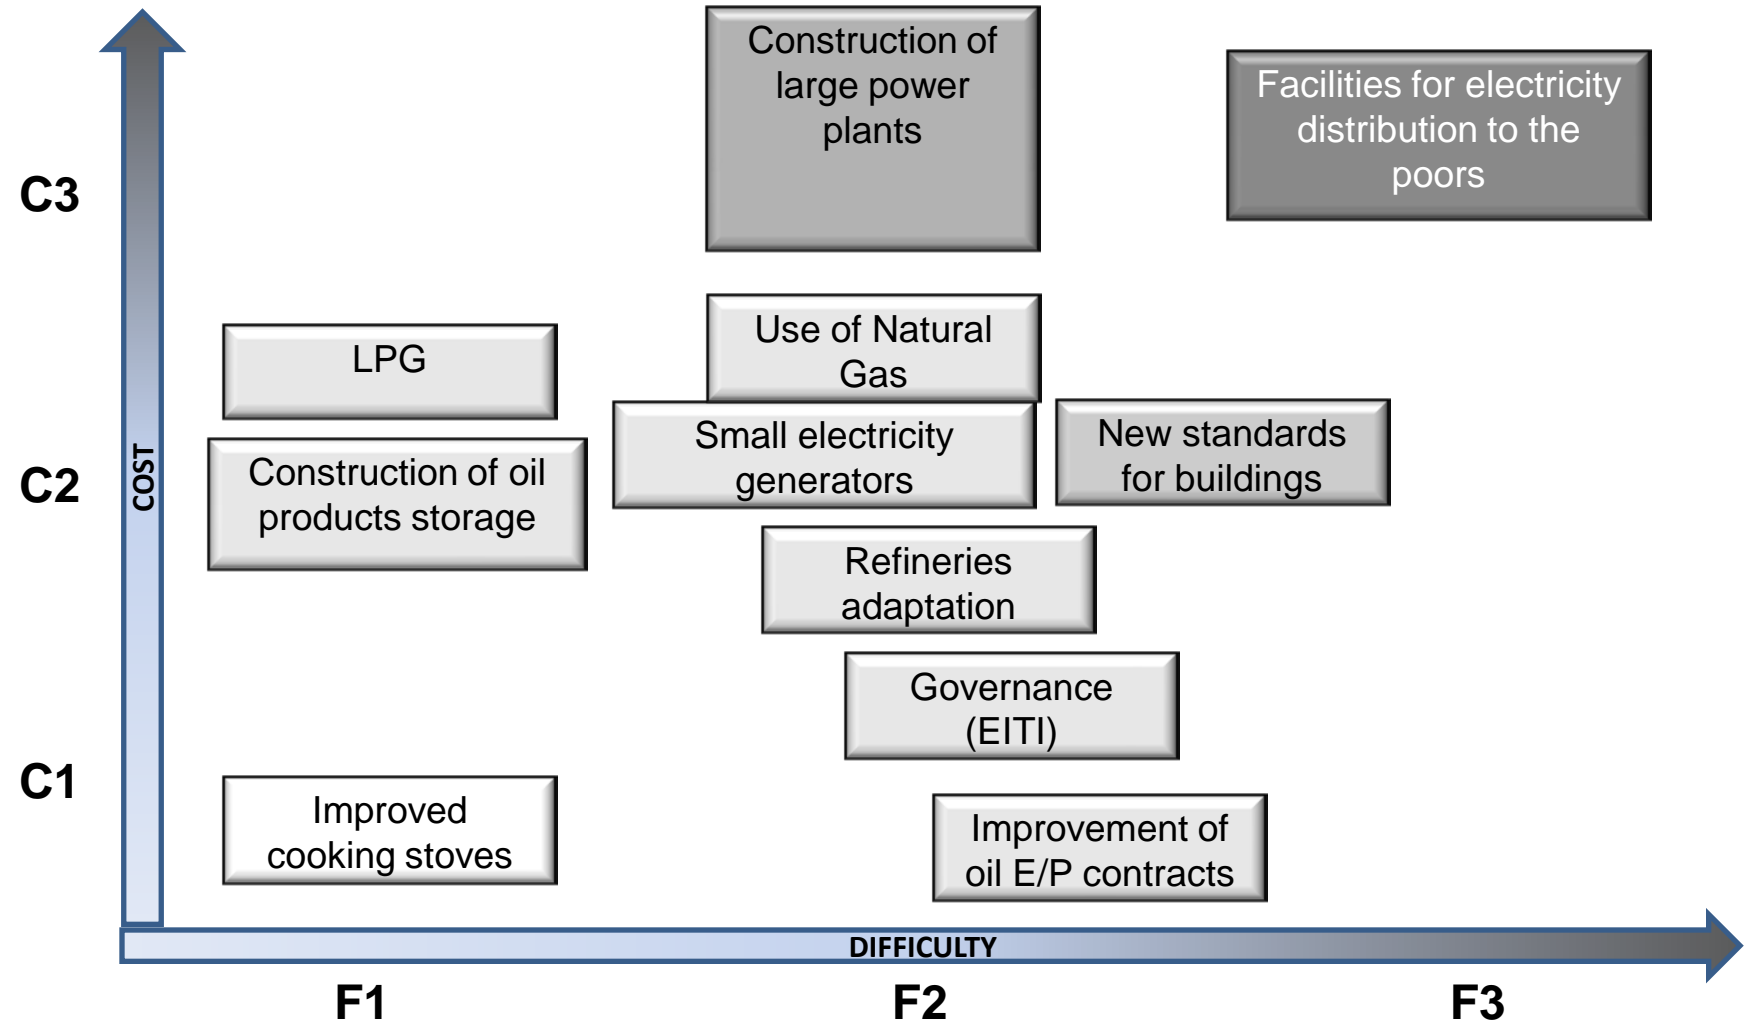 Construction of
large power
plants
Facilities for electricity
distribution to the
poors
C3
Use of Natural
Gas
LPG
Small electricity
generators
New standards
for buildings
C2
COST
Construction of oil
products storage
Refineries
adaptation
Governance
(EITI)
C1
Improved
cooking stoves
Improvement of
oil E/P contracts
DIFFICULTY
F1
F2
F3